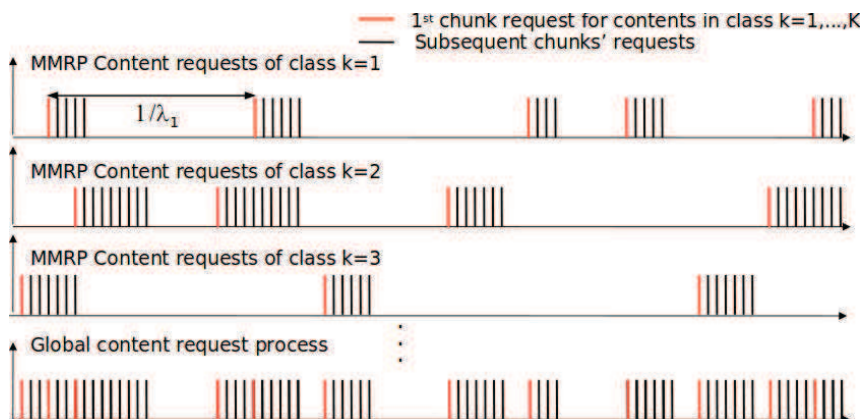 1st chunk request for contents in class k=1,...,K
Subsequent chunks' requests
MMRP Content requests of class k=1
1/λ1
MMRP Content requests of class k=2
MMRP Content requests of class k=3
Global content request process